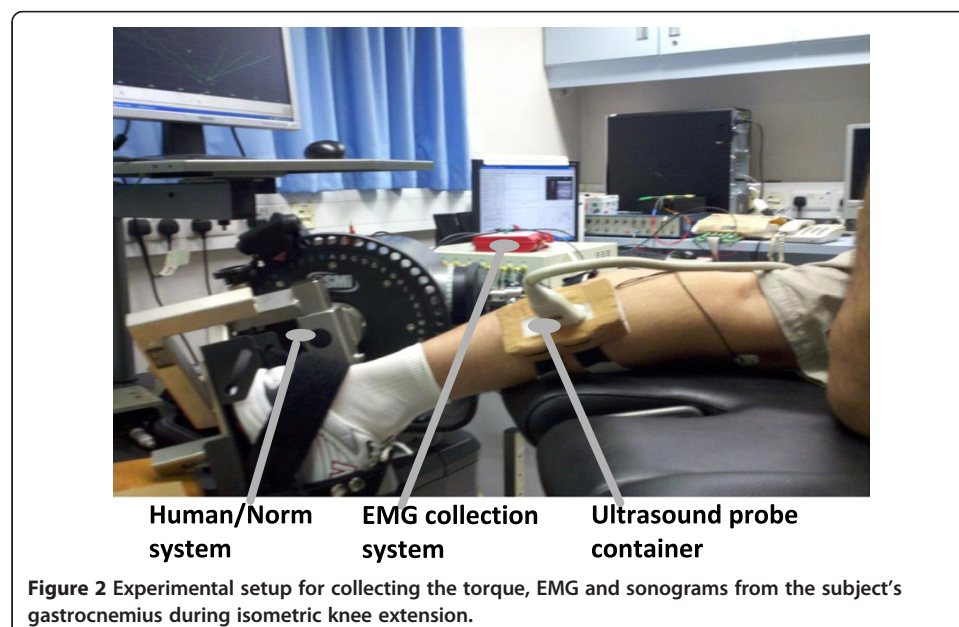 CSMI
Human/Norm
system
EMG collection
system
Ultrasound probe
container
Figure 2 Experimental setup for collecting the torque, EMG and sonograms from the subject's
gastrocnemius during isometric knee extension.